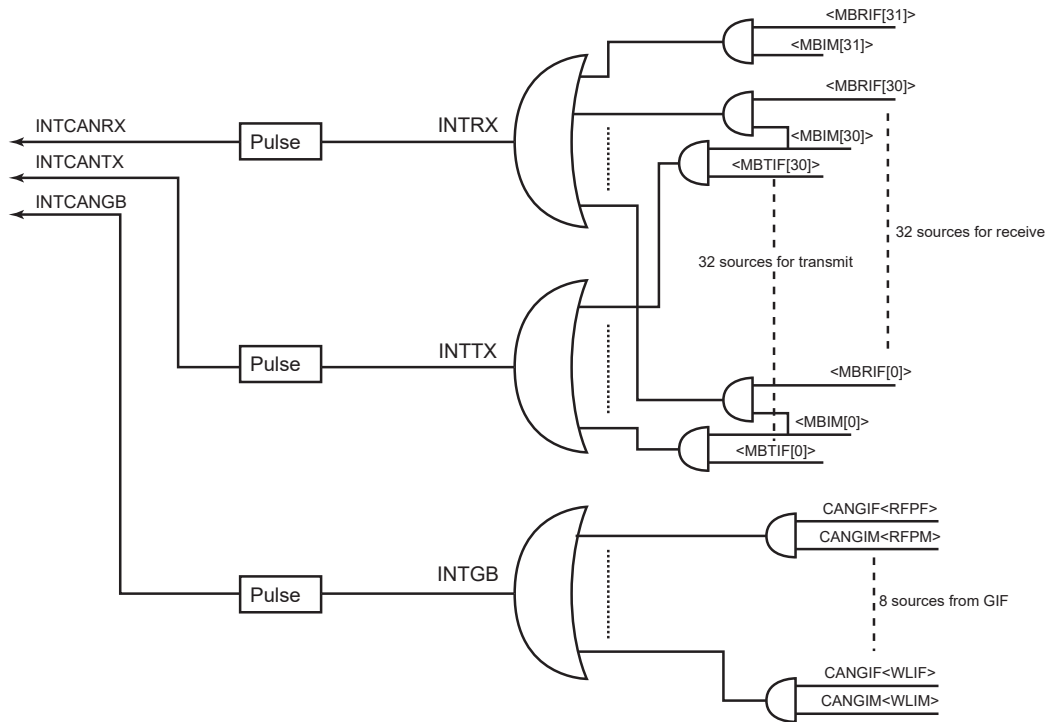 <MBRIF[31]>
<MBIM[31]>
<MBRIF[30]>
INTCANRX
Pulse
INTRX
<MBIM[30]>
INTCANTX
<MBTIF[30]>
INTCANGB
32 sources for receive
32 sources for transmit
Pulse
INTTX
<MBRIF[0]>
<MBIM[0]>
<MBTIF[0]>
CANGIF<RFPF>
CANGIM<RFPM>
Pulse
INTGB
8 sources from GIF
CANGIF<WLIF>
CANGIM<WLIM>